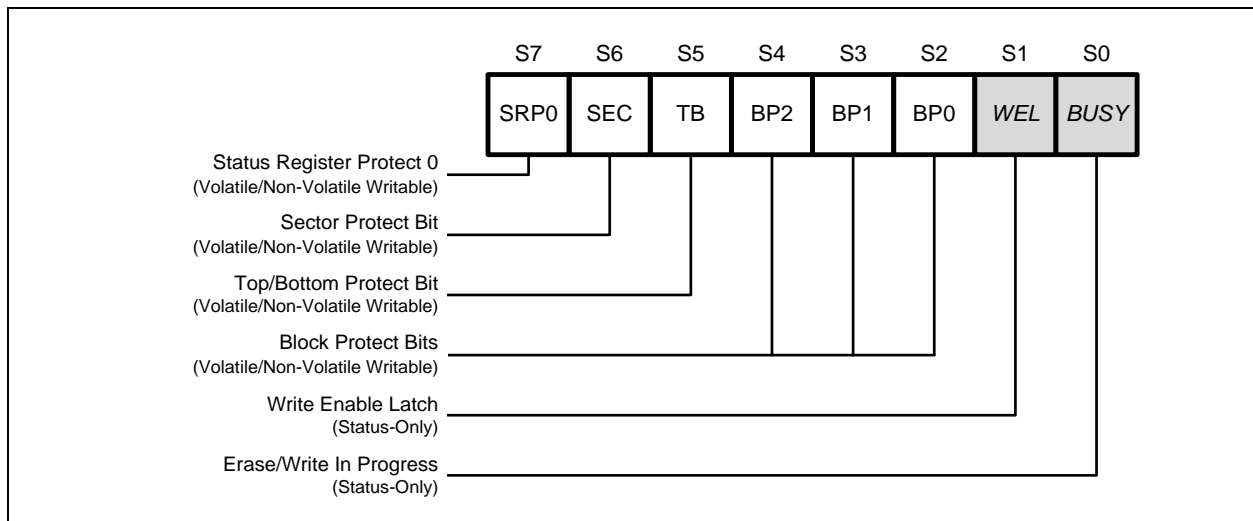 S7 S6 S5 S4 S3 S2 S1 S0
SRP0 SEC TB BP2 BP1 BP0 WEL BUSY
Status Register Protect 0
(Volatile/Non-Volatile Writable)
Sector Protect Bit
(Volatile/Non-Volatile Writable)
Top/Bottom Protect Bit
(Volatile/Non-Volatile Writable)
Block Protect Bits
(Volatile/Non-Volatile Writable)
Write Enable Latch
(Status-Only)
Erase/Write In Progress
(Status-Only)